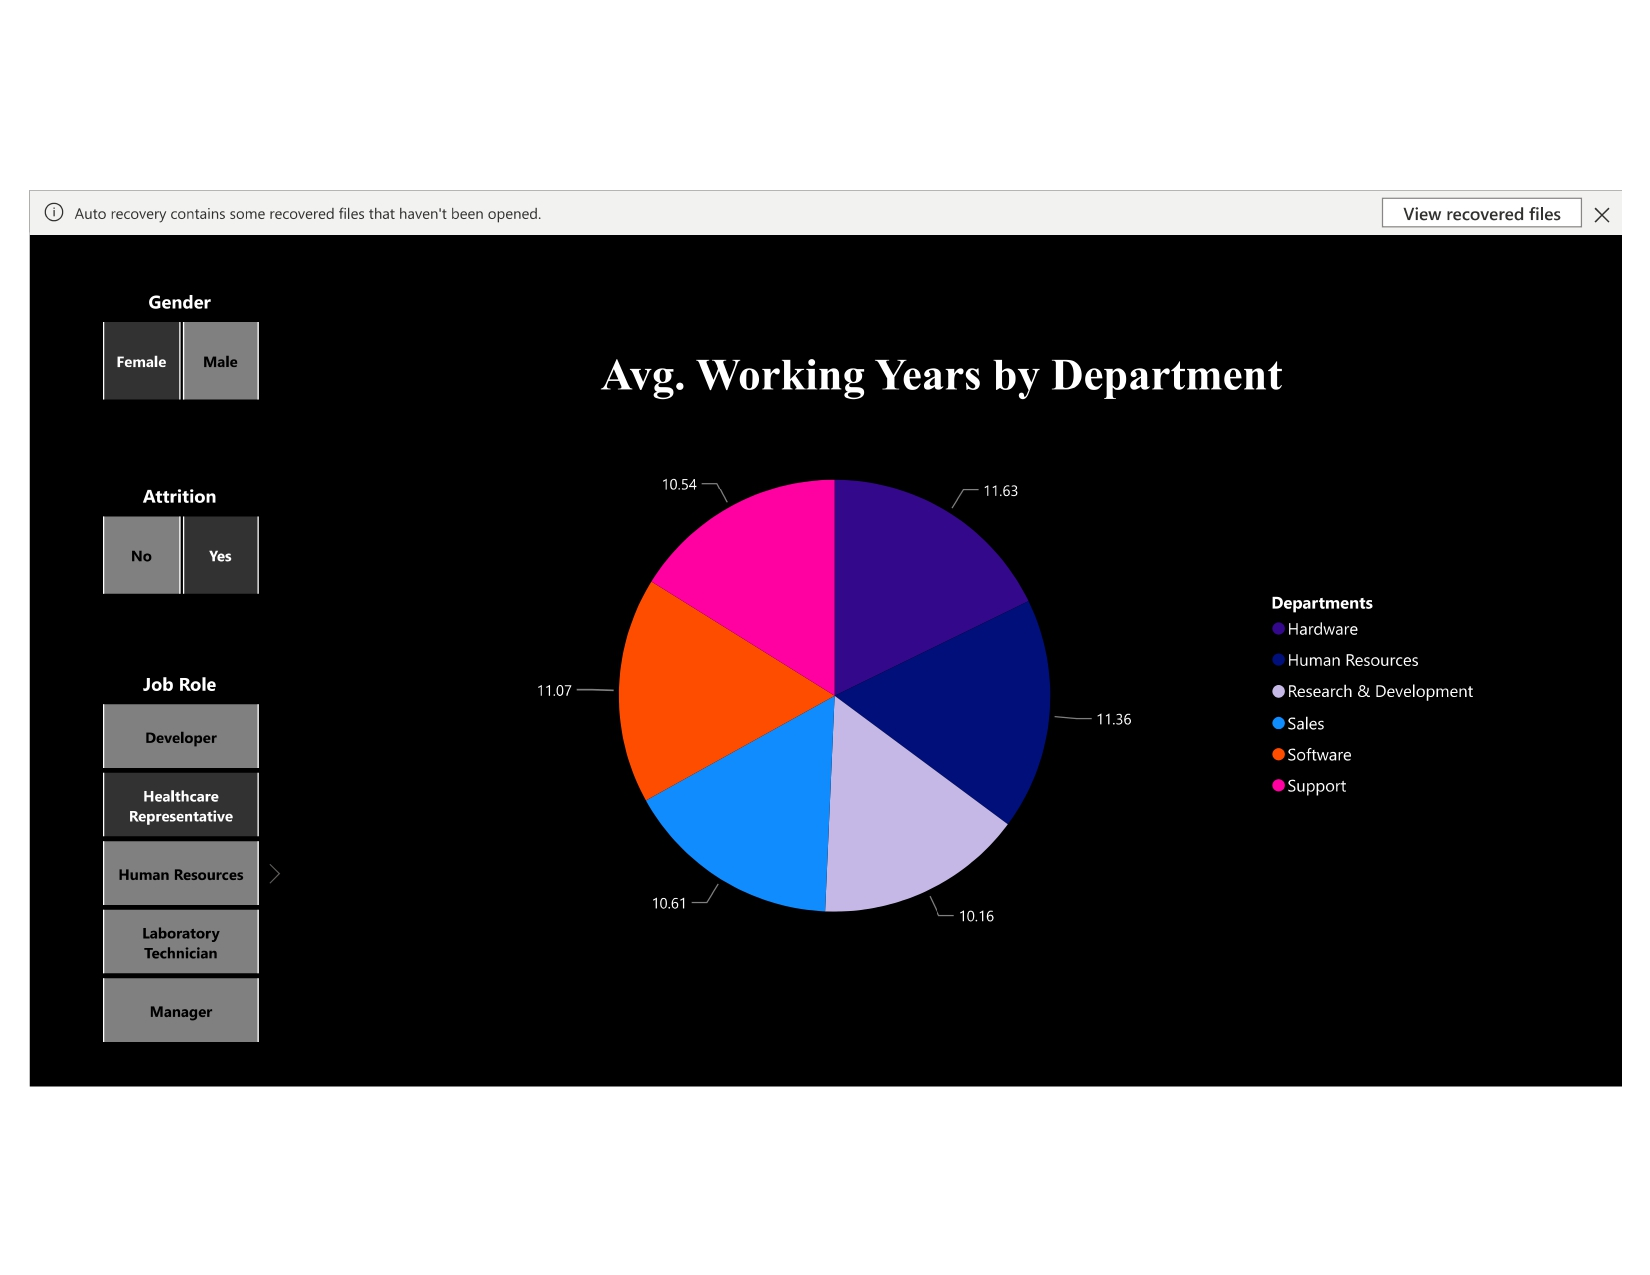 Auto recovery contains some recovered files that haven't been opened.
View recovered files
Gender
Female
Male
Avg. Working Years by Department
Attrition
No
Yes
Job Role
Developer
Healthcare
Representative
Human Resources
Laboratory
Technician
Manager
10.54
11.63
11.07
11.36
10.61
10.16
Departments
Hardware
Human Resources
Research & Development
Sales
Software
Support